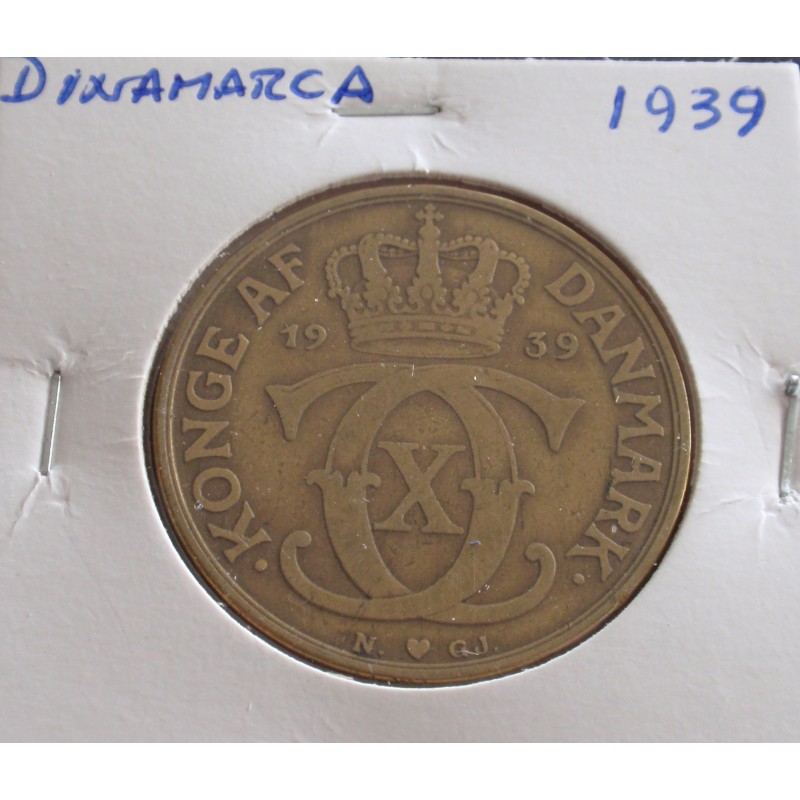 DINAMARCA 1939
· KONGE AF DANMARK ·
19 39
X
N. ♥ GJ.